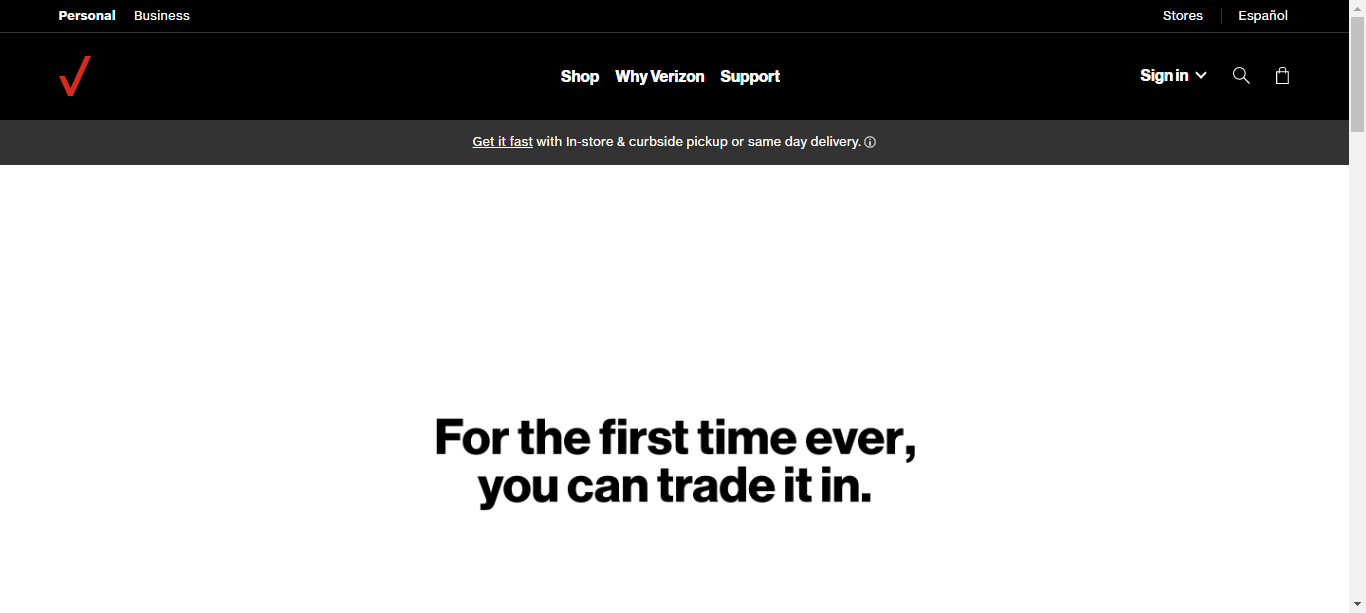 Personal Business Stores Español
Shop Why Verizon Support Sign in
Get it fast with In-store & curbside pickup or same day delivery.
For the first time ever,
you can trade it in.